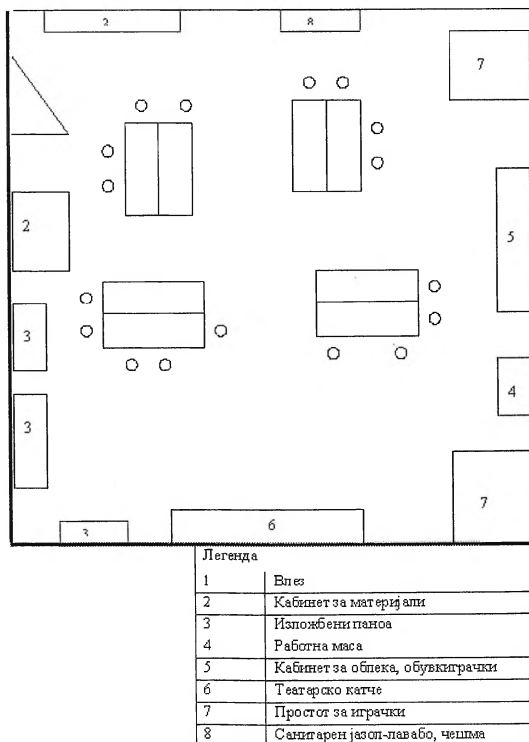 2
8
7
2
5
3
4
3
7
6
3
Легенда
1 Влез
2 Кабинет за материјали
3 Изложбени паноа
4 Работна маса
5 Кабинет за облека, обувкиграчки
6 Театарско катче
7 Простот за играчки
8 Санитарен јазол-лавабо, чешма